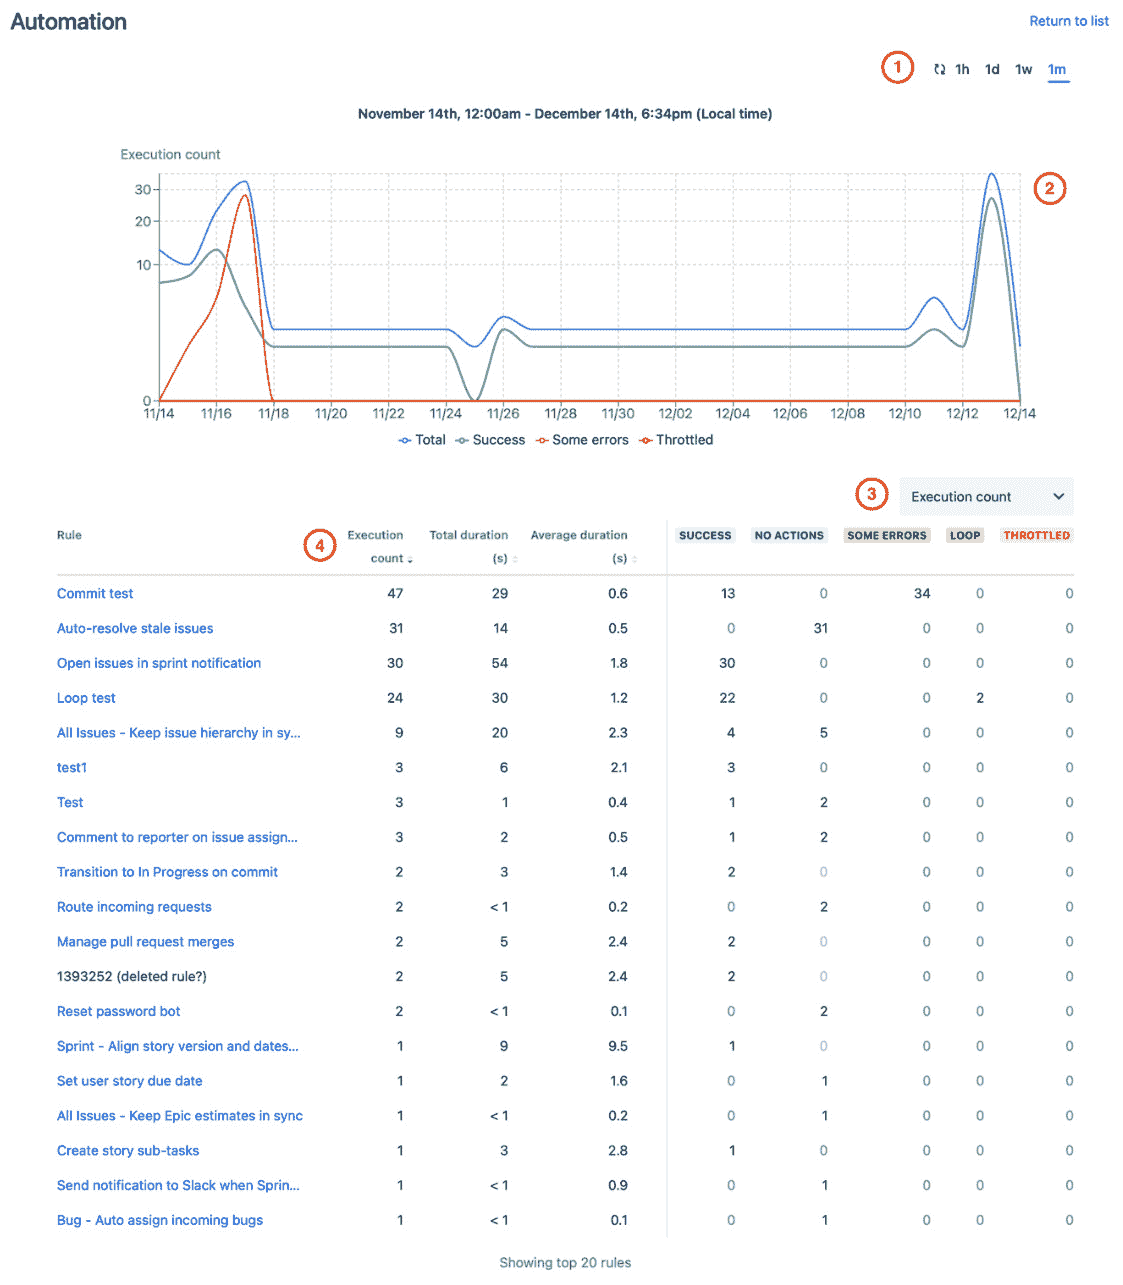 Automation
Return to list
1 1h 1d 1w 1m
November 14th, 12:00am - December 14th, 6:34pm (Local time)
Execution count
30
2
20
10
0
11/14 11/16 11/18 11/20 11/22 11/24 11/26 11/28 11/30 12/02 12/04 12/06 12/08 12/10 12/12 12/14
Total Success Some errors Throttled
3 Execution count
Rule 4 Execution count Total duration (s) Average duration (s) SUCCESS NO ACTIONS SOME ERRORS LOOP THROTTLED
Commit test 47 29 0.6 13 0 34 0 0
Auto-resolve stale issues 31 14 0.5 0 31 0 0 0
Open issues in sprint notification 30 54 1.8 30 0 0 0 0
Loop test 24 30 1.2 22 0 0 2 0
All Issues - Keep issue hierarchy in sy... 9 20 2.3 4 5 0 0 0
test1 3 6 2.1 3 0 0 0 0
Test 3 1 0.4 1 2 0 0 0
Comment to reporter on issue assign... 3 2 0.5 1 2 0 0 0
Transition to In Progress on commit 2 3 1.4 2 0 0 0 0
Route incoming requests 2 < 1 0.2 0 2 0 0 0
Manage pull request merges 2 5 2.4 2 0 0 0 0
1393252 (deleted rule?) 2 5 2.4 2 0 0 0 0
Reset password bot 2 < 1 0.1 0 2 0 0 0
Sprint - Align story version and dates... 1 9 9.5 1 0 0 0 0
Set user story due date 1 2 1.6 0 1 0 0 0
All Issues - Keep Epic estimates in sync 1 < 1 0.2 0 1 0 0 0
Create story sub-tasks 1 3 2.8 1 0 0 0 0
Send notification to Slack when Sprin... 1 < 1 0.9 0 1 0 0 0
Bug - Auto assign incoming bugs 1 < 1 0.1 0 1 0 0 0
Showing top 20 rules